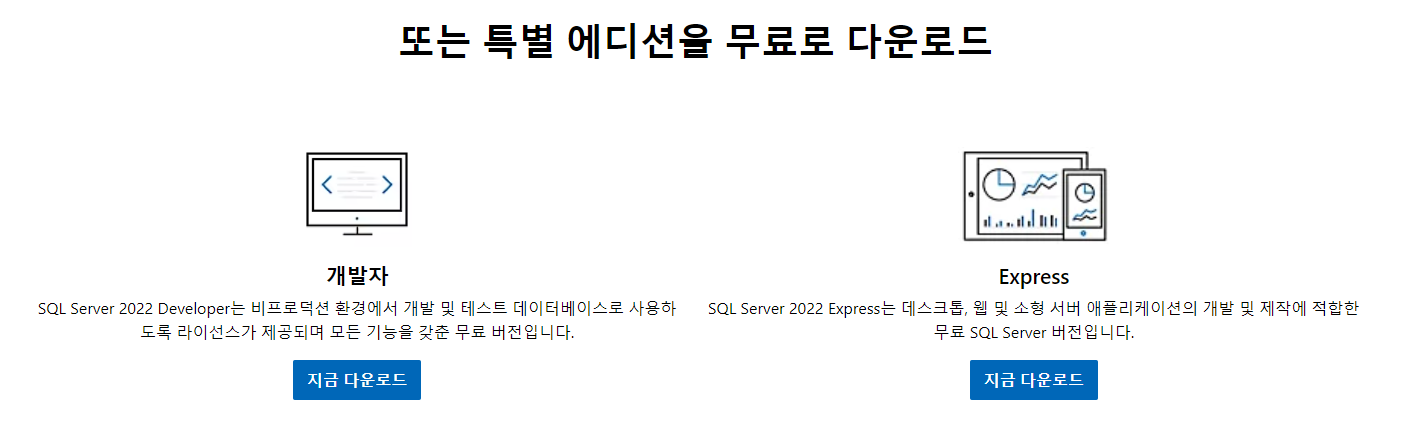 또는 특별 에디션을 무료로 다운로드
개발자
SQL Server 2022 Developer는 비프로덕션 환경에서 개발 및 테스트 데이터베이스로 사용하
도록 라이선스가 제공되며 모든 기능을 갖춘 무료 버전입니다.
지금 다운로드
Express
SQL Server 2022 Express는 데스크톱, 웹 및 소형 서버 애플리케이션의 개발 및 제작에 적합한
무료 SQL Server 버전입니다.
지금 다운로드